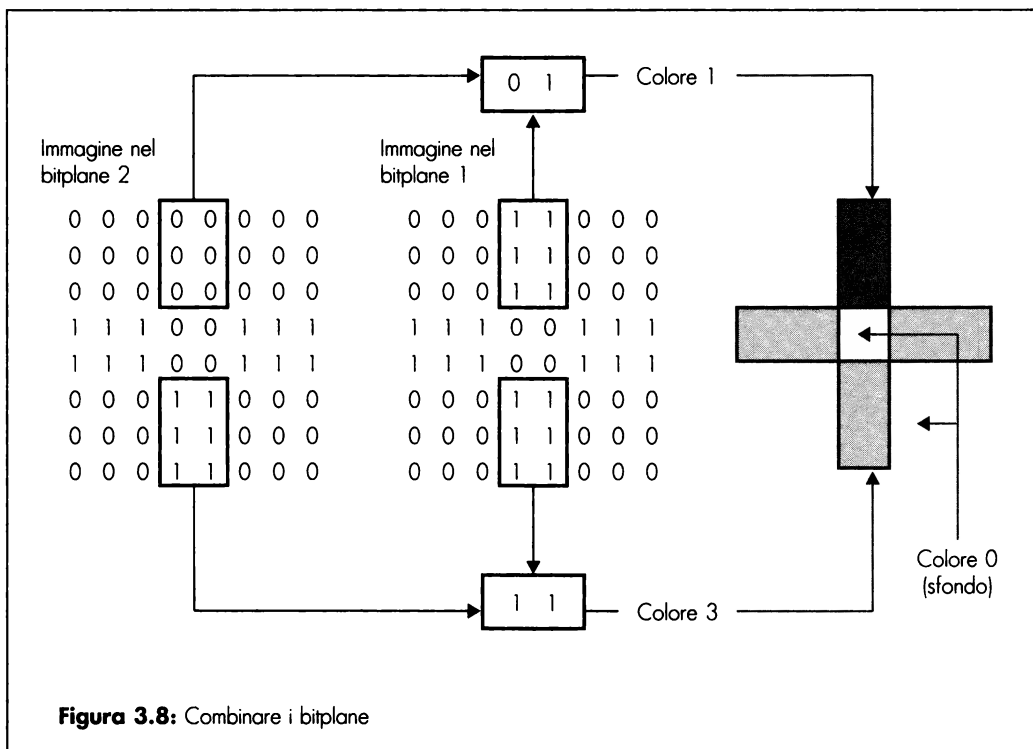 0 1
Colore 1
Immagine nel
bitplane 2
Immagine nel
bitplane 1
0 0 0 0 0 0 0 0
0 0 0 0 0 0 0 0
0 0 0 0 0 0 0 0
1 1 1 0 0 1 1 1
1 1 1 0 0 1 1 1
0 0 0 1 1 0 0 0
0 0 0 1 1 0 0 0
0 0 0 1 1 0 0 0
0 0 0 1 1 0 0 0
0 0 0 1 1 0 0 0
0 0 0 1 1 0 0 0
1 1 1 0 0 1 1 1
1 1 1 0 0 1 1 1
0 0 0 1 1 0 0 0
0 0 0 1 1 0 0 0
0 0 0 1 1 0 0 0
1 1
Colore 3
Colore 0
(sfondo)
Figura 3.8: Combinare i bitplane